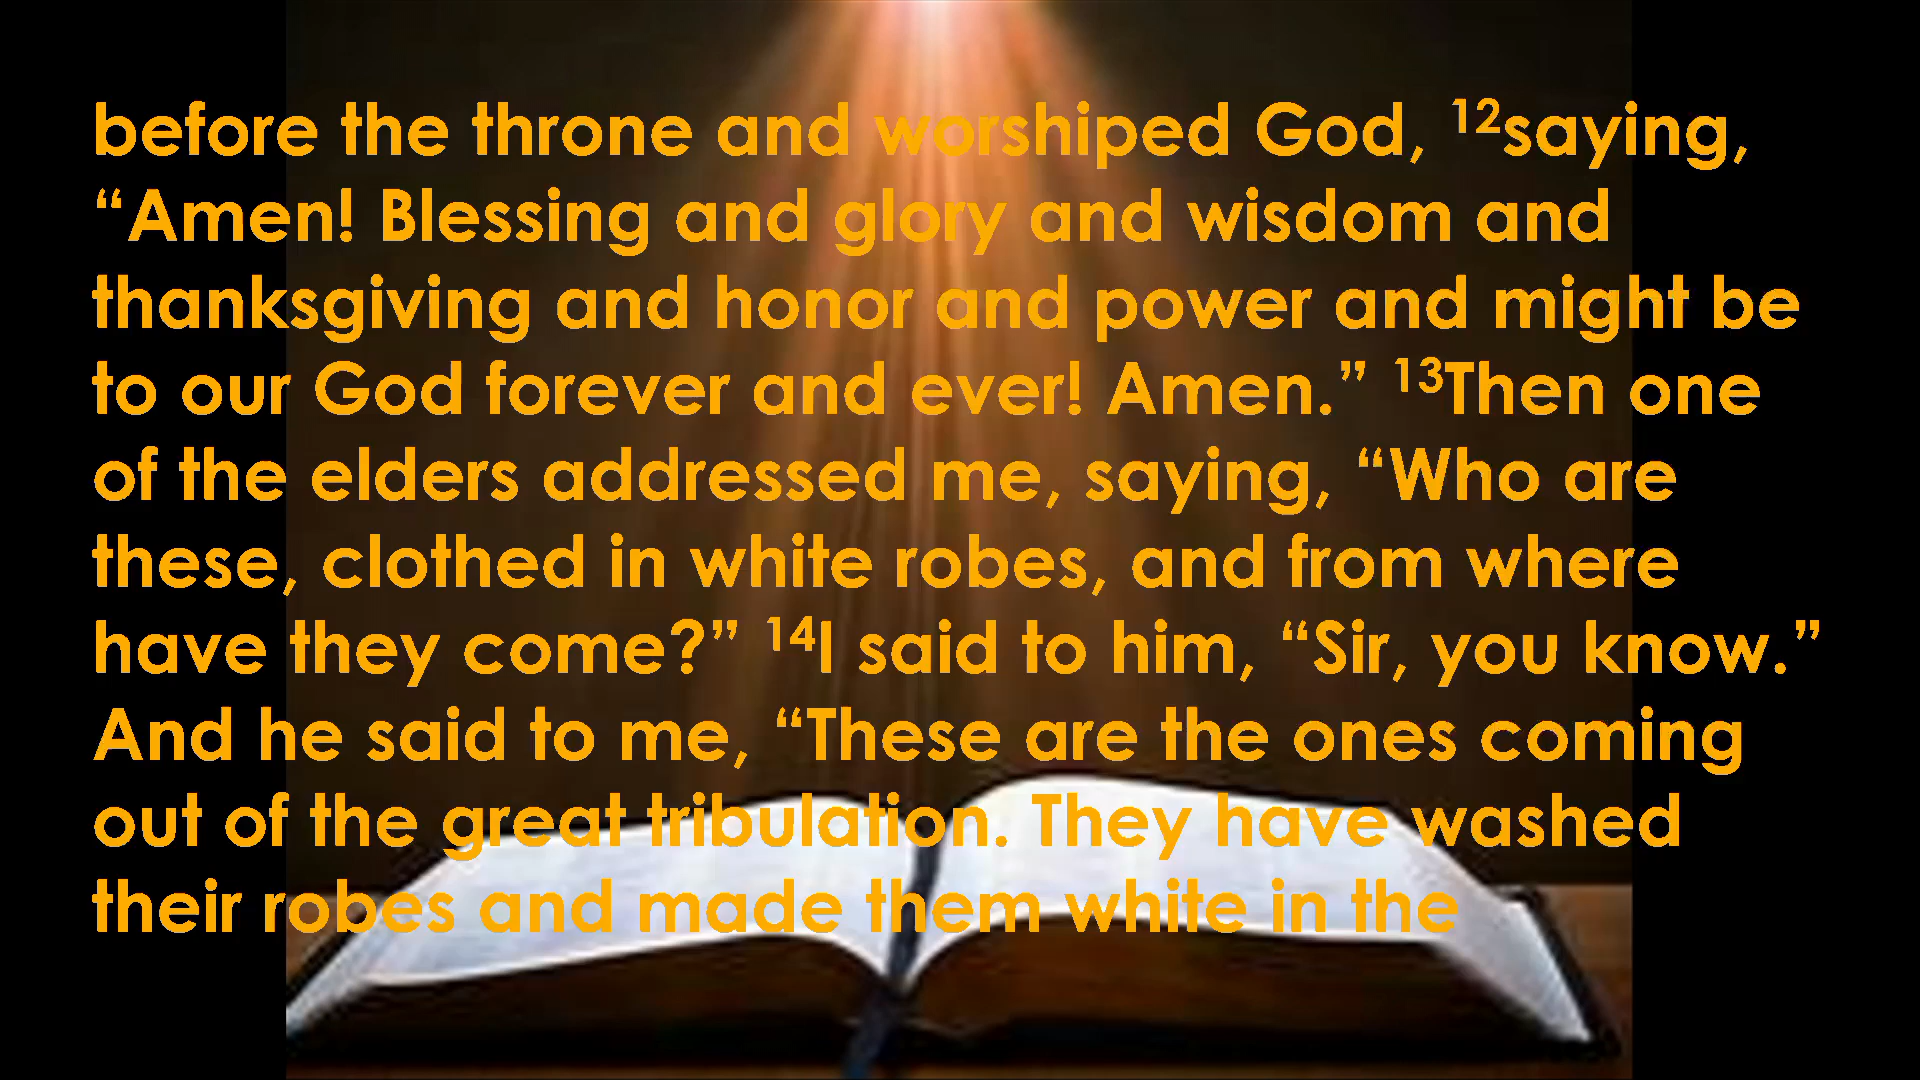 before the throne and worshiped God, 12saying,
“Amen! Blessing and glory and wisdom and
thanksgiving and honor and power and might be
to our God forever and ever! Amen.” 13Then one
of the elders addressed me, saying, “Who are
these, clothed in white robes, and from where
have they come?” 14I said to him, “Sir, you know.”
And he said to me, “These are the ones coming
out of the great tribulation. They have washed
their robes and made them white in the